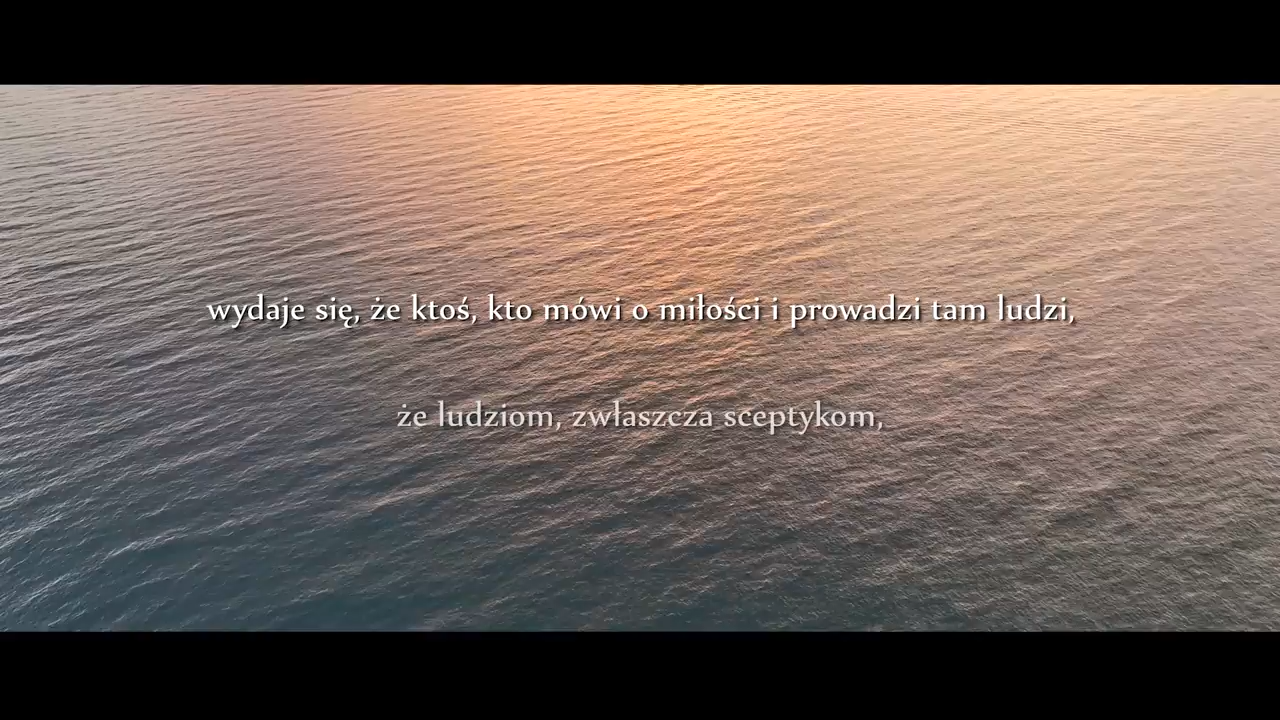 wydaje się, że ktoś, kto mówi o miłości i prowadzi tam ludzi,
że ludziom, zwłaszcza sceptykom,